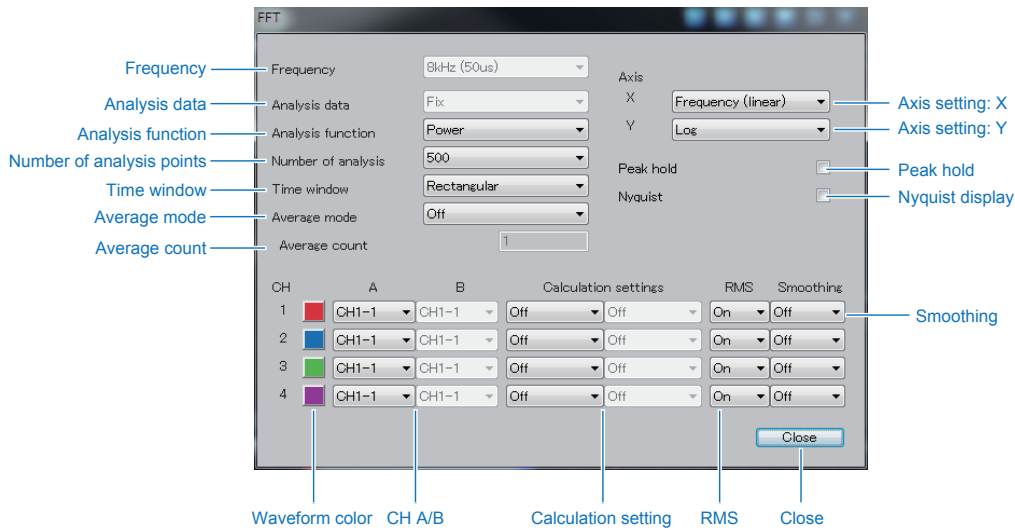 FFT
Frequency Frequency 8kHz (50us)
Analysis data Analysis data Fix
Analysis function Analysis function Power
Number of analysis points Number of analysis 500
Time window Time window Rectangular
Average mode Average mode Off
Average count Average count 1
Axis
X Frequency (linear) Axis setting: X
Y Log Axis setting: Y
Peak hold Peak hold
Nyquist Nyquist display
CH A B Calculation settings RMS Smoothing
1 CH1-1 CH1-1 Off Off On Off Smoothing
2 CH1-1 CH1-1 Off Off On Off
3 CH1-1 CH1-1 Off Off On Off
4 CH1-1 CH1-1 Off Off On Off
Close
Waveform color CH A/B Calculation setting RMS Close